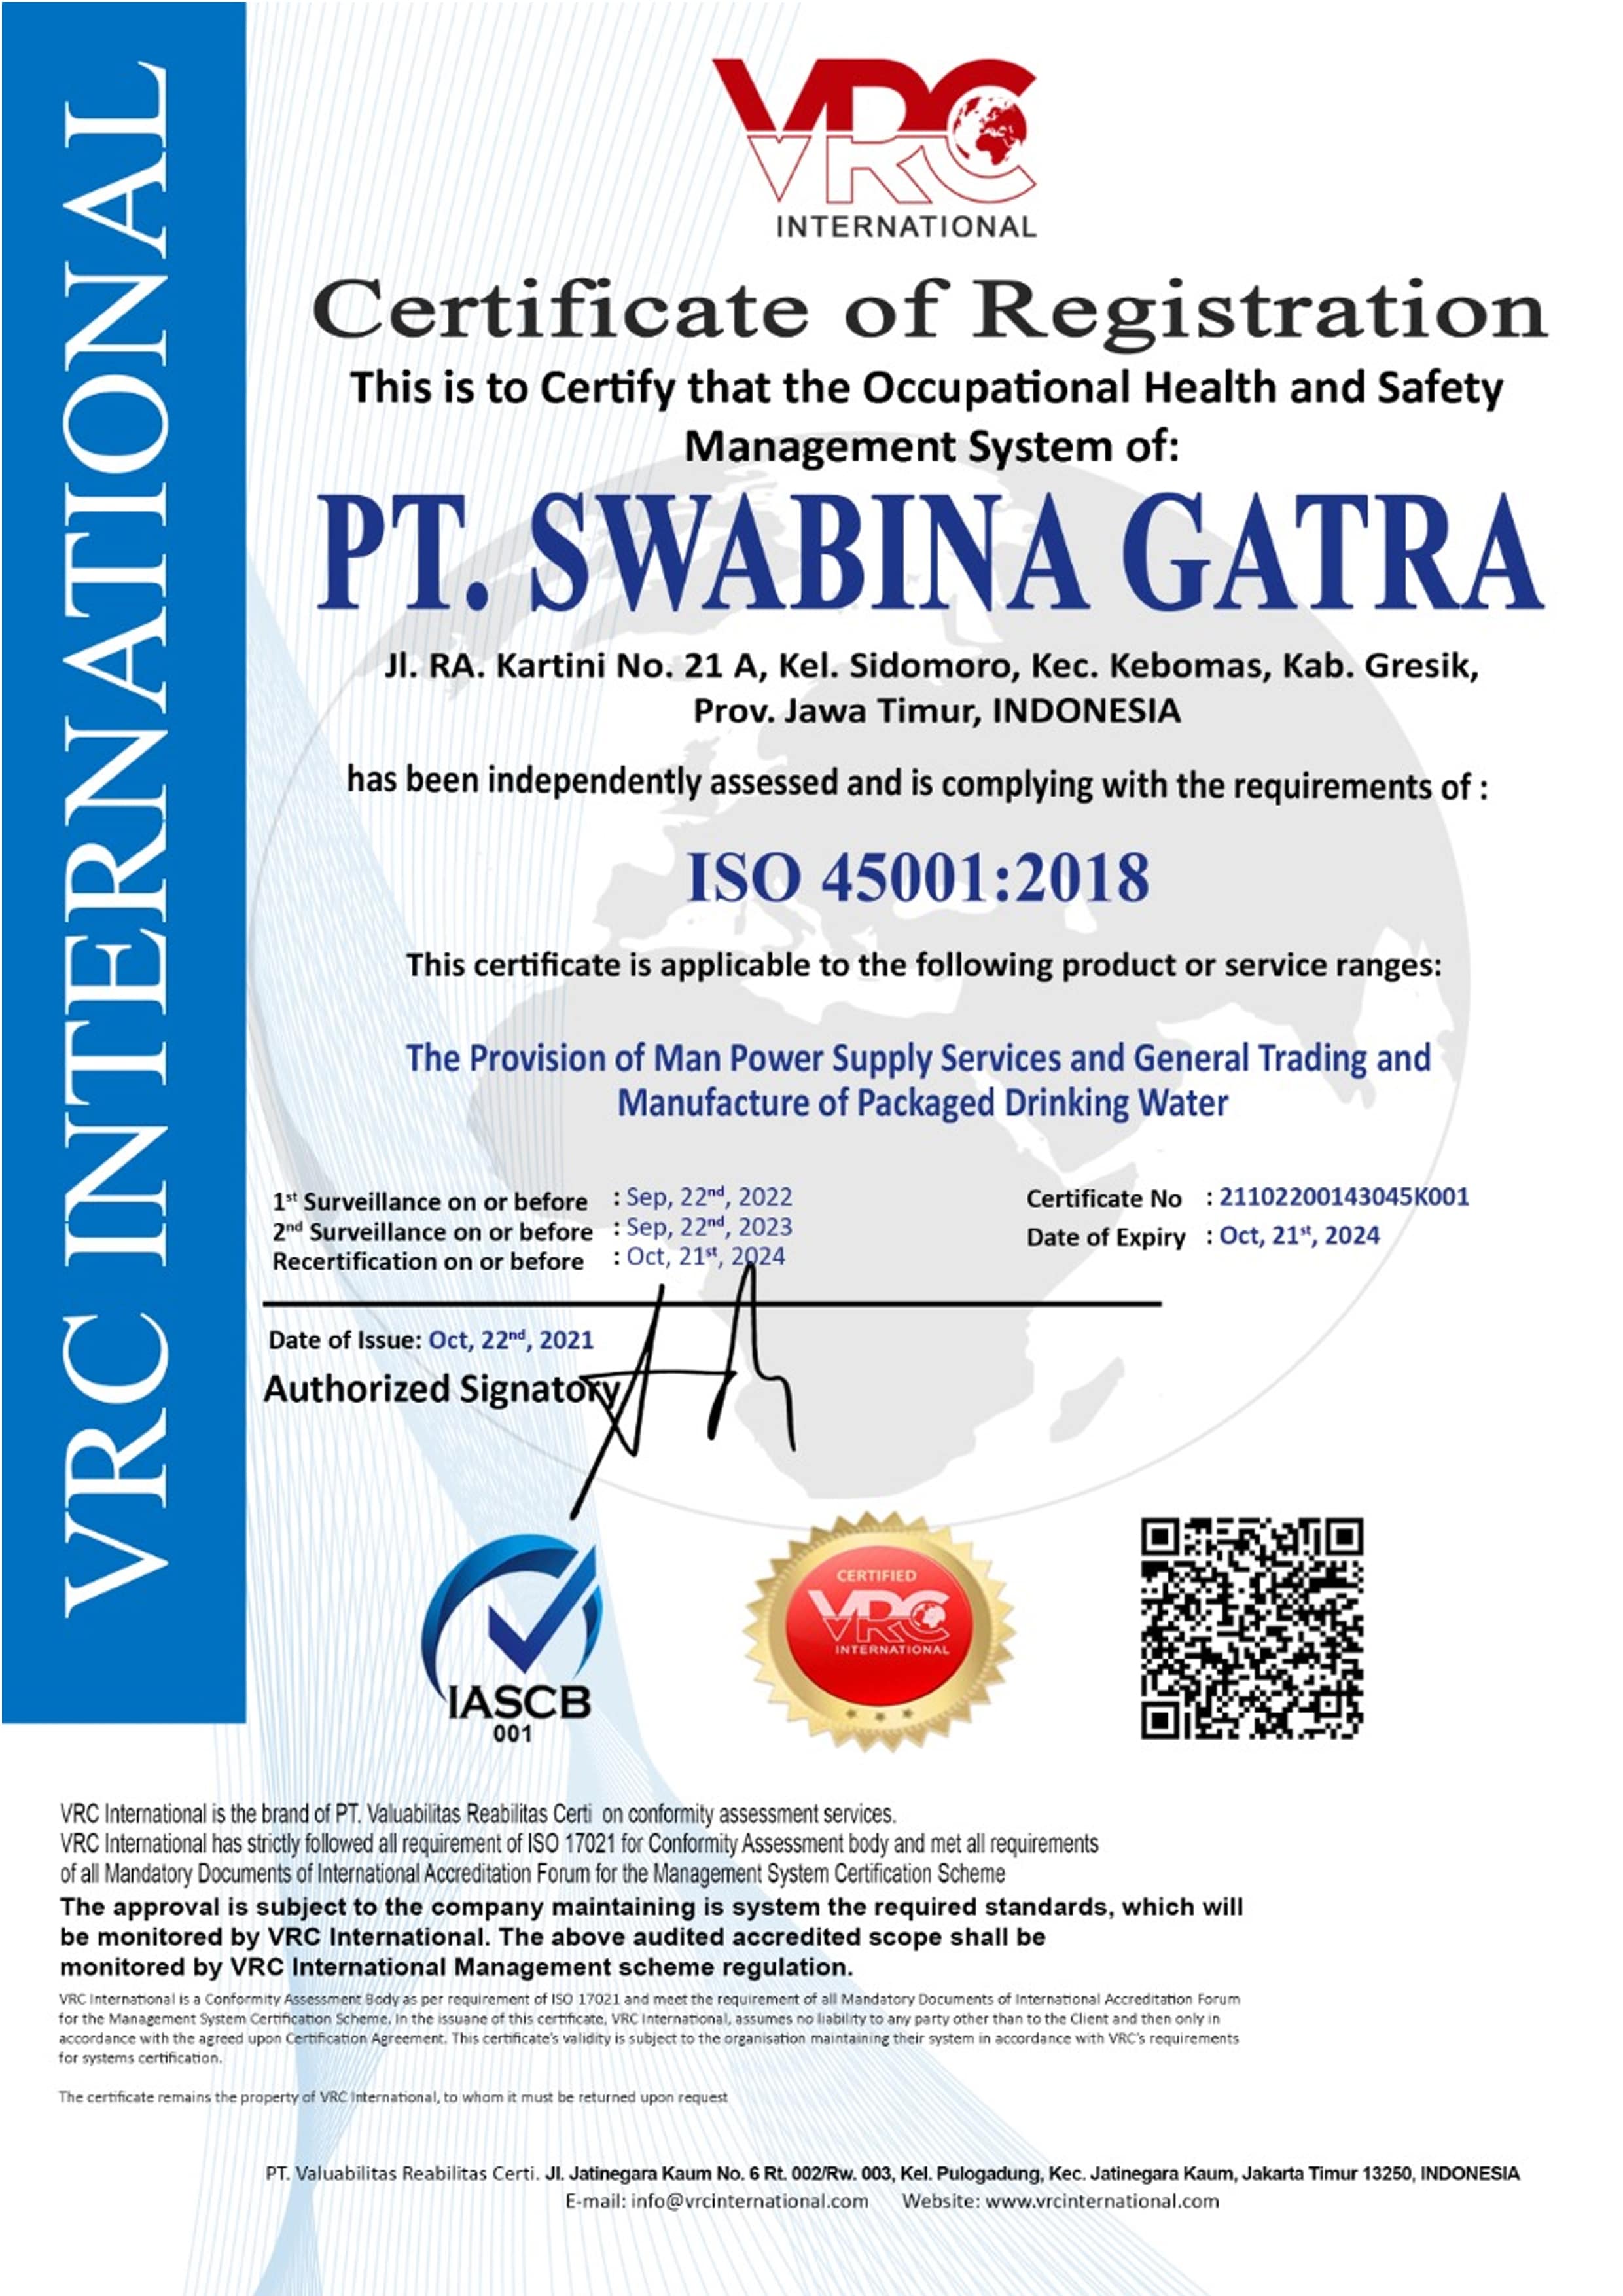 VRC INTERNATIONAL
VRC
INTERNATIONAL
Certificate of Registration
This is to Certify that the Occupational Health and Safety
Management System of:
PT. SWABINA GATRA
Jl. RA. Kartini No. 21 A, Kel. Sidomoro, Kec. Kebomas, Kab. Gresik,
Prov. Jawa Timur, INDONESIA
has been independently assessed and is complying with the requirements of :
ISO 45001:2018
This certificate is applicable to the following product or service ranges:
The Provision of Man Power Supply Services and General Trading and
Manufacture of Packaged Drinking Water
1st Surveillance on or before : Sep, 22nd, 2022
2nd Surveillance on or before : Sep, 22nd, 2023
Recertification on or before : Oct, 21st, 2024
Certificate No : 21102200143045K001
Date of Expiry : Oct, 21st, 2024
Date of Issue: Oct, 22nd, 2021
Authorized Signatory
IASCB
001
CERTIFIED
VRC
INTERNATIONAL
VRC International is the brand of PT. Valuabilitas Reabilitas Certi on conformity assessment services.
VRC International has strictly followed all requirement of ISO 17021 for Conformity Assessment body and met all requirements
of all Mandatory Documents of International Accreditation Forum for the Management System Certification Scheme
The approval is subject to the company maintaining is system the required standards, which will
be monitored by VRC International. The above audited accredited scope shall be
monitored by VRC International Management scheme regulation.
VRC International is a Conformity Assessment Body as per requirement of ISO 17021 and meet the requirement of all Mandatory Documents of International Accreditation Forum
for the Management System Certification Scheme. In the issuane of this certificate, VRC International, assumes no liability to any party other than to the Client and then only in
accordance with the agreed upon Certification Agreement. This certificate's validity is subject to the organisation maintaining their system in accordance with VRC's requirements
for systems certification.
The certificate remains the property of VRC International, to whom it must be returned upon request
PT. Valuabilitas Reabilitas Certi. Jl. Jatinegara Kaum No. 6 Rt. 002/Rw. 003, Kel. Pulogadung, Kec. Jatinegara Kaum, Jakarta Timur 13250, INDONESIA
E-mail: info@vrcinternational.com Website: www.vrcinternational.com